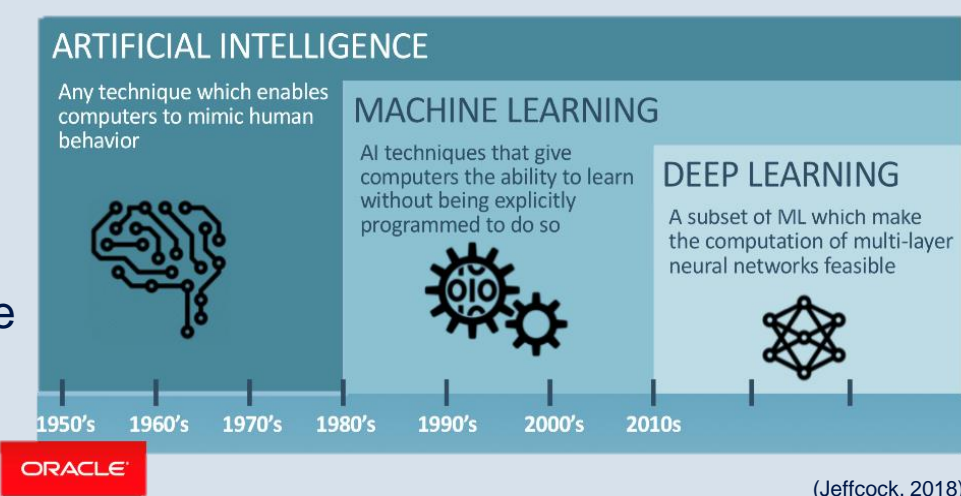 ARTIFICIAL INTELLIGENCE
Any technique which enables
computers to mimic human
behavior
MACHINE LEARNING
AI techniques that give
computers the ability to learn
without being explicitly
programmed to do so
DEEP LEARNING
A subset of ML which make
the computation of multi-layer
neural networks feasible
e
1950's 1960's 1970's 1980's 1990's 2000's 2010s
ORACLE
(Jeffcock, 2018)